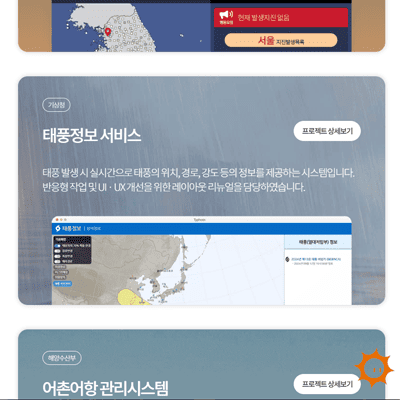 현재 발생지진 없음
서울 지진발생목록
기상청
태풍정보 서비스
프로젝트 상세보기
태풍 발생 시 실시간으로 태풍의 위치, 경로, 강도 등의 정보를 제공하는 시스템입니다.
반응형 작업 및 UI · UX 개선을 위한 레이아웃 리뉴얼을 담당하였습니다.
태풍정보
태풍(열대저압부) 정보
해양수산부
어촌어항 관리시스템
프로젝트 상세보기